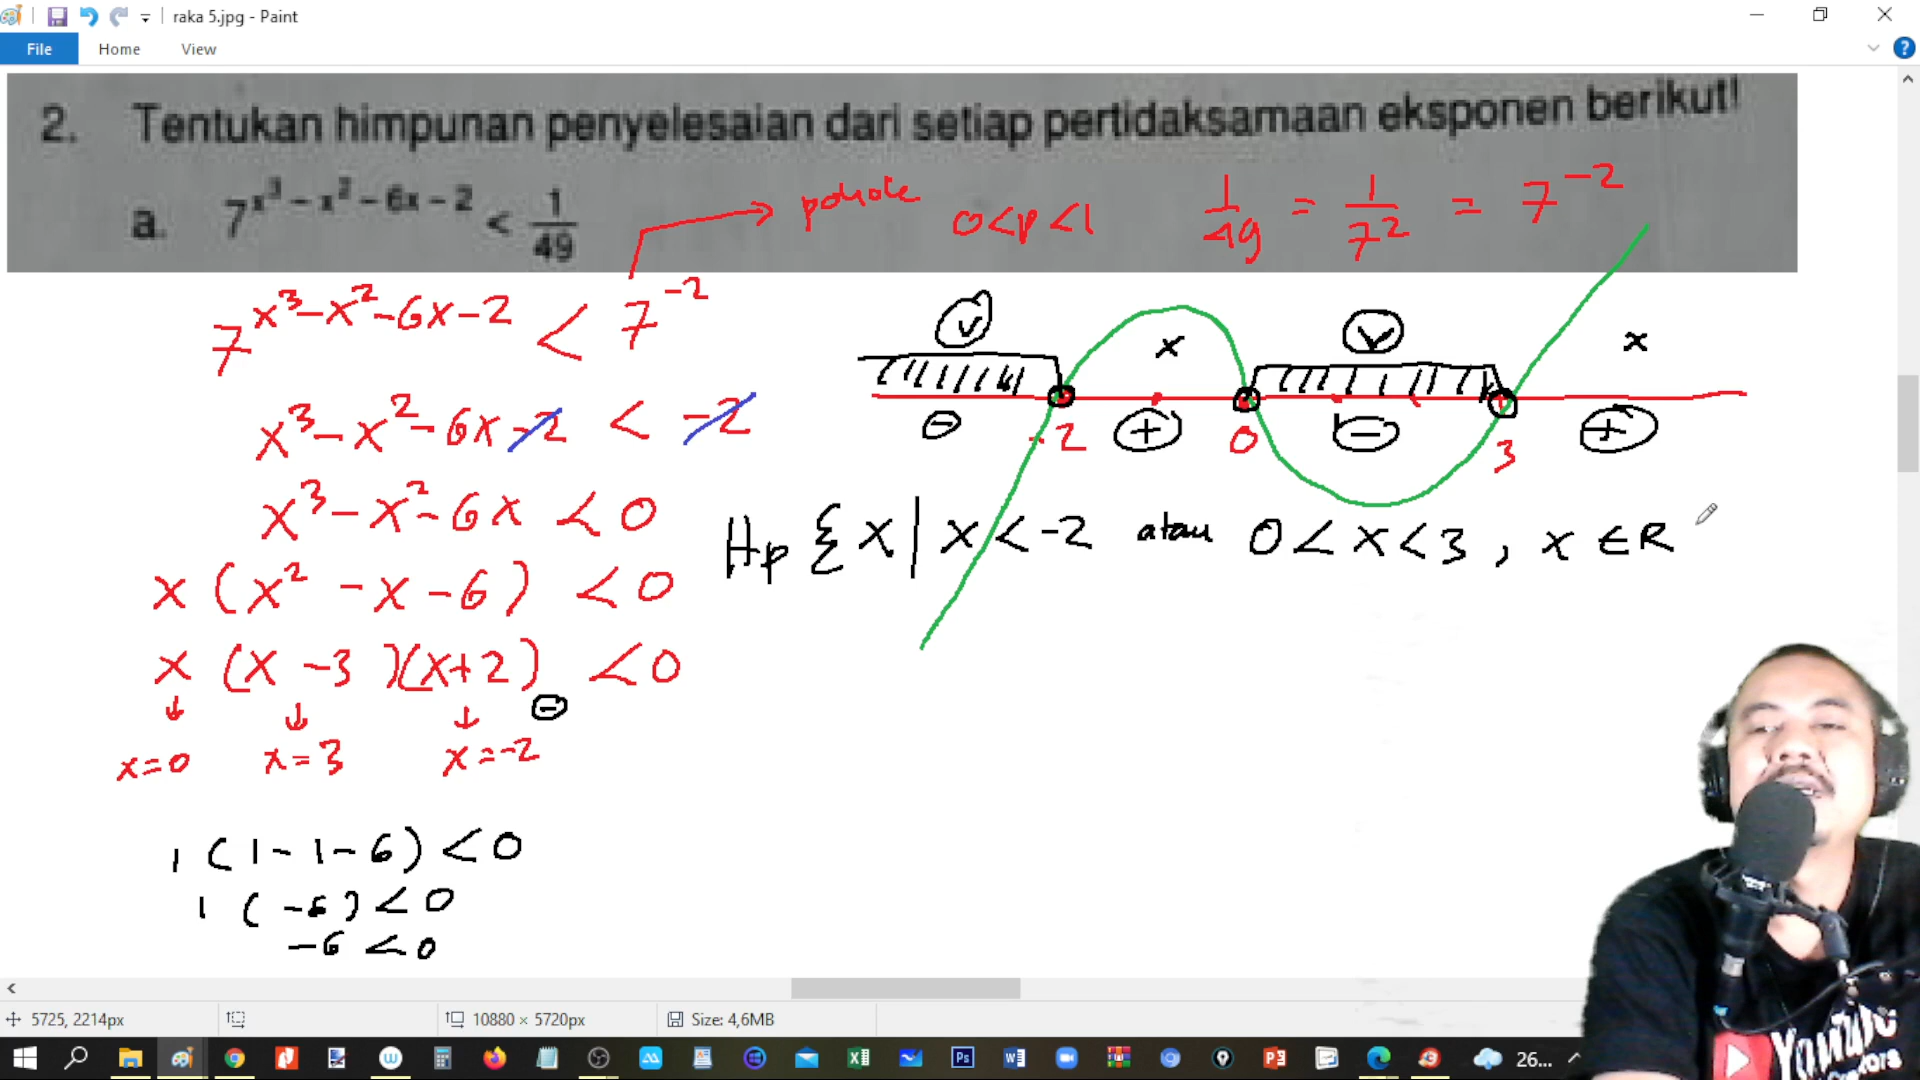 raka 5.jpg - Paint
File Home View
2. Tentukan himpunan penyelesaian dari setiap pertidaksamaan eksponen berikut!
a. 7^(x³ - x² - 6x - 2) < 1/49
pokok 0<p<1
1/49 = 1/7² = 7^-2
7^(x³-x²-6x-2) < 7^-2
x³-x²-6x-2 < -2
x³-x²-6x < 0
x (x² - x - 6) < 0
x (x - 3)(x+2) < 0
-
x=0 x=3 x=-2
1 (1 - 1 - 6) < 0
1 (-6) < 0
-6 < 0
v x v x
- + - +
-2 0 3
Hp { x | x < -2 atau 0 < x < 3 , x ∈ R
5725, 2214px
10880 × 5720px
Size: 4,6MB
26...
YouTube